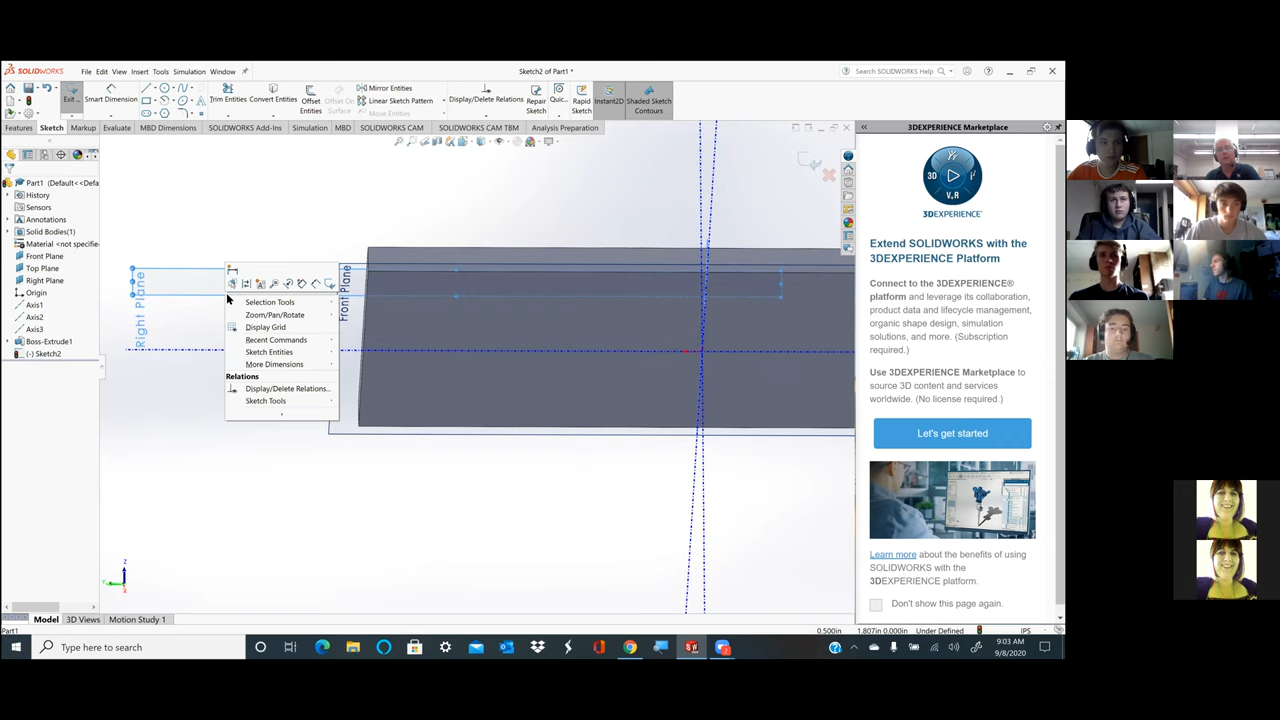 SOLIDWORKS
File Edit View Insert Tools Simulation Window
Sketch2 of Part1 *
Search SOLIDWORKS Help
Exit ...
Smart Dimension
Trim Entities
Convert Entities
Offset Entities
Offset On Surface
Mirror Entities
Linear Sketch Pattern
Move Entities
Display/Delete Relations
Repair Sketch
Quic...
Rapid Sketch
Instant2D
Shaded Sketch Contours
Features Sketch Markup Evaluate MBD Dimensions SOLIDWORKS Add-Ins Simulation MBD SOLIDWORKS CAM SOLIDWORKS CAM TBM Analysis Preparation
Part1 (Default<<Defa
History
Sensors
Annotations
Solid Bodies(1)
Material <not specifie
Front Plane
Top Plane
Right Plane
Origin
Axis1
Axis2
Axis3
Boss-Extrude1
(-) Sketch2
Right Plane
Front Plane
Selection Tools
Zoom/Pan/Rotate
Display Grid
Recent Commands
Sketch Entities
More Dimensions
Relations
Display/Delete Relations...
Sketch Tools
Z
Y
X
3DEXPERIENCE Marketplace
3D
V,R
3DEXPERIENCE
Extend SOLIDWORKS with the
3DEXPERIENCE Platform
Connect to the 3DEXPERIENCE®
platform and leverage its collaboration,
product data and lifecycle management,
organic shape design, simulation
solutions, and more. (Subscription
required.)
Use 3DEXPERIENCE Marketplace to
source 3D content and services
worldwide. (No license required.)
Let's get started
Learn more about the benefits of using
SOLIDWORKS with the
3DEXPERIENCE platform.
Don't show this page again.
Model 3D Views Motion Study 1
Part1
0.500in 1.807in 0.000in Under Defined IPS
Type here to search
9:03 AM
9/8/2020